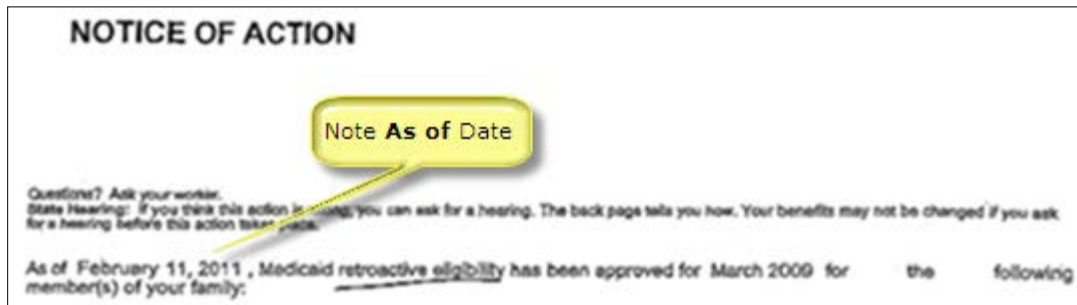 NOTICE OF ACTION
Note As of Date
Questions? Ask your worker.
State Hearing: If you think this action is wrong, you can ask for a hearing. The back page tells you how. Your benefits may not be changed if you ask
for a hearing before this action takes place.
As of February 11, 2011 , Medicaid retroactive eligibility has been approved for March 2009 for the following
member(s) of your family: